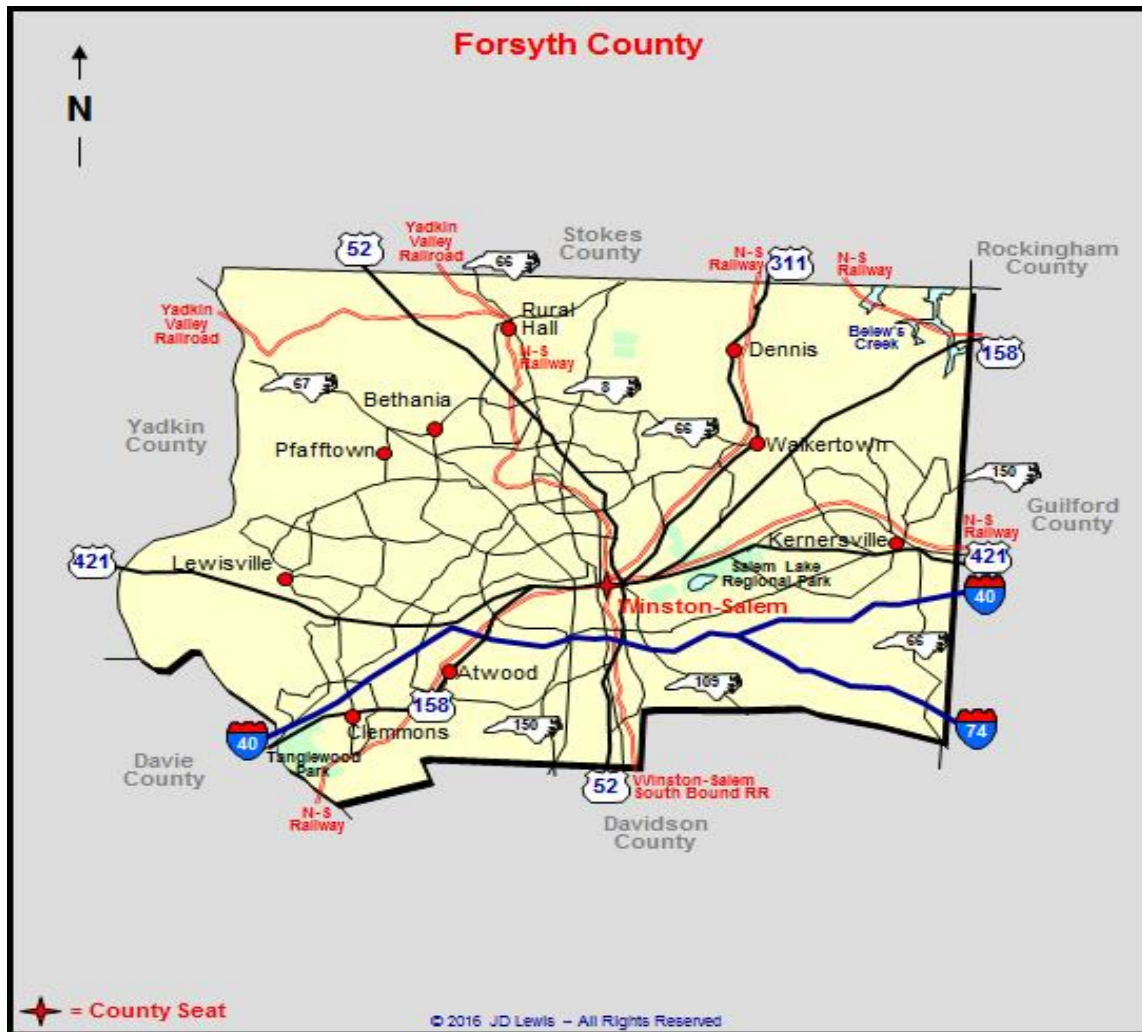 Forsyth County
N
Yadkin
Valley
Railroad
52
66
Stokes
County
N-S
Railway
311
N-S
Railway
Rockingham
County
Yadkin
Valley
Railroad
Rural
Hall
N-S
Railway
Dennis
Belew's
Creek
158
67
8
Bethania
66
Yadkin
County
Pfafftown
Walkertown
150
Guilford
County
421
Lewisville
Kernersville
N-S
Railway
421
Salem Lake
Regional Park
40
Winston-Salem
66
Atwood
109
158
150
Clemmons
40
74
Tanglewood
Park
Davie
County
52
Winston-Salem
South Bound RR
N-S
Railway
Davidson
County
= County Seat
© 2016 JD Lewis - All Rights Reserved